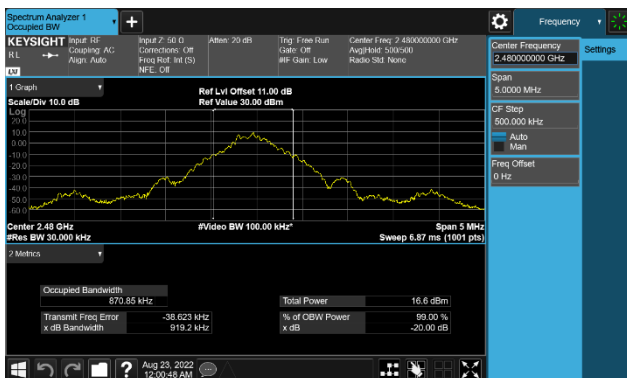 Spectrum Analyzer 1
Occupied BW
Frequency
KEYSIGHT
RL
LXI
Input: RF
Coupling: AC
Align: Auto
Input Z: 50 Ω
Corrections: Off
Freq Ref: Int (S)
NFE: Off
Atten: 20 dB
Trig: Free Run
Gate: Off
#IF Gain: Low
Center Freq: 2.480000000 GHz
Avg|Hold: 500/500
Radio Std: None
Center Frequency
2.480000000 GHz
Settings
Span
5.0000 MHz
CF Step
500.000 kHz
Auto
Man
Freq Offset
0 Hz
1 Graph
Scale/Div 10.0 dB
Ref Lvl Offset 11.00 dB
Ref Value 30.00 dBm
Log
20.0
10.0
0.00
-10.0
-20.0
-30.0
-40.0
-50.0
-60.0
Center 2.48 GHz
#Res BW 30.000 kHz
#Video BW 100.00 kHz*
Span 5 MHz
Sweep 6.87 ms (1001 pts)
2 Metrics
Occupied Bandwidth
870.85 kHz
Total Power 16.6 dBm
Transmit Freq Error -38.623 kHz
% of OBW Power 99.00 %
x dB Bandwidth 919.2 kHz
x dB -20.00 dB
?
Aug 23, 2022
12:00:48 AM